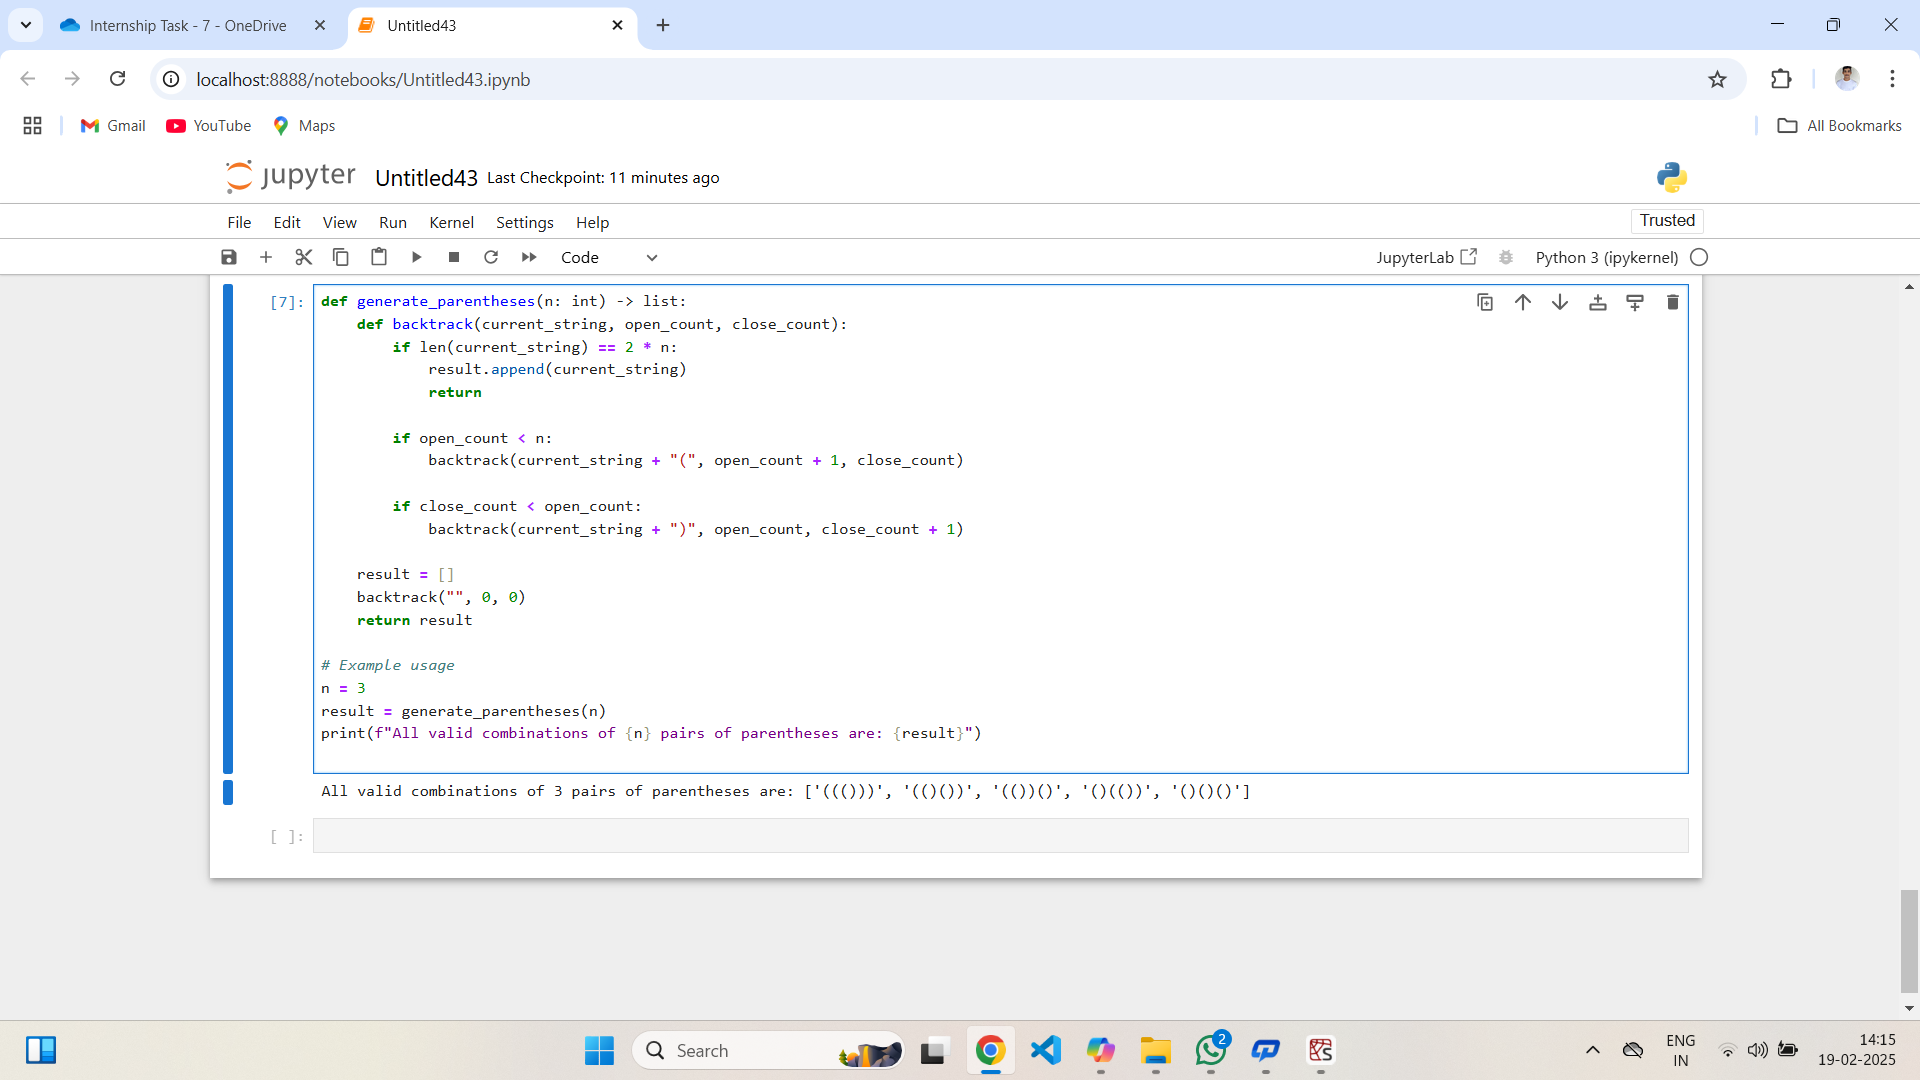 Internship Task - 7 - OneDrive
Untitled43
localhost:8888/notebooks/Untitled43.ipynb
Gmail
YouTube
Maps
All Bookmarks
jupyter Untitled43 Last Checkpoint: 11 minutes ago
File Edit View Run Kernel Settings Help
Trusted
Code
JupyterLab
Python 3 (ipykernel)
[7]:
def generate_parentheses(n: int) -> list:
    def backtrack(current_string, open_count, close_count):
        if len(current_string) == 2 * n:
            result.append(current_string)
            return
        if open_count < n:
            backtrack(current_string + "(", open_count + 1, close_count)
        if close_count < open_count:
            backtrack(current_string + ")", open_count, close_count + 1)
    result = []
    backtrack("", 0, 0)
    return result
# Example usage
n = 3
result = generate_parentheses(n)
print(f"All valid combinations of {n} pairs of parentheses are: {result}")
All valid combinations of 3 pairs of parentheses are: ['((()))', '(()())', '(())()', '()(())', '()()()']
[ ]:
Search
2
ENG
IN
14:15
19-02-2025